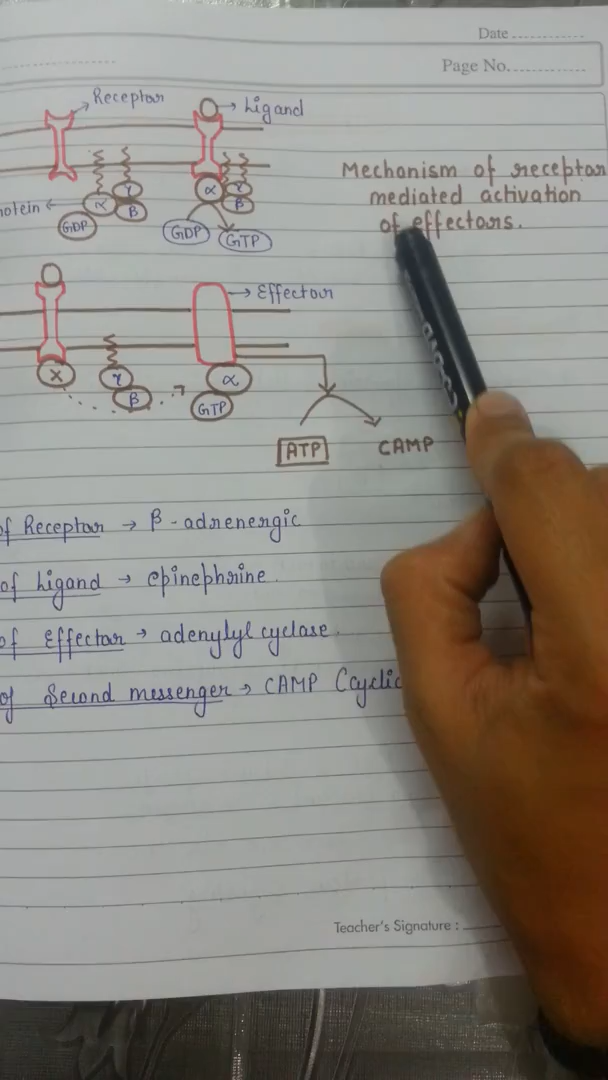 Date
Page No.
Receptor
Ligand
Mechanism of receptor
mediated activation
of effectors.
α γ β
GDP
α γ β
GDP GTP
Effector
γ β
α
GTP
ATP CAMP
of Receptor → β-adrenergic
of Ligand → epinephrine.
of Effector → adenylyl cyclase.
of Second messenger → CAMP (cyclic
Teacher's Signature :